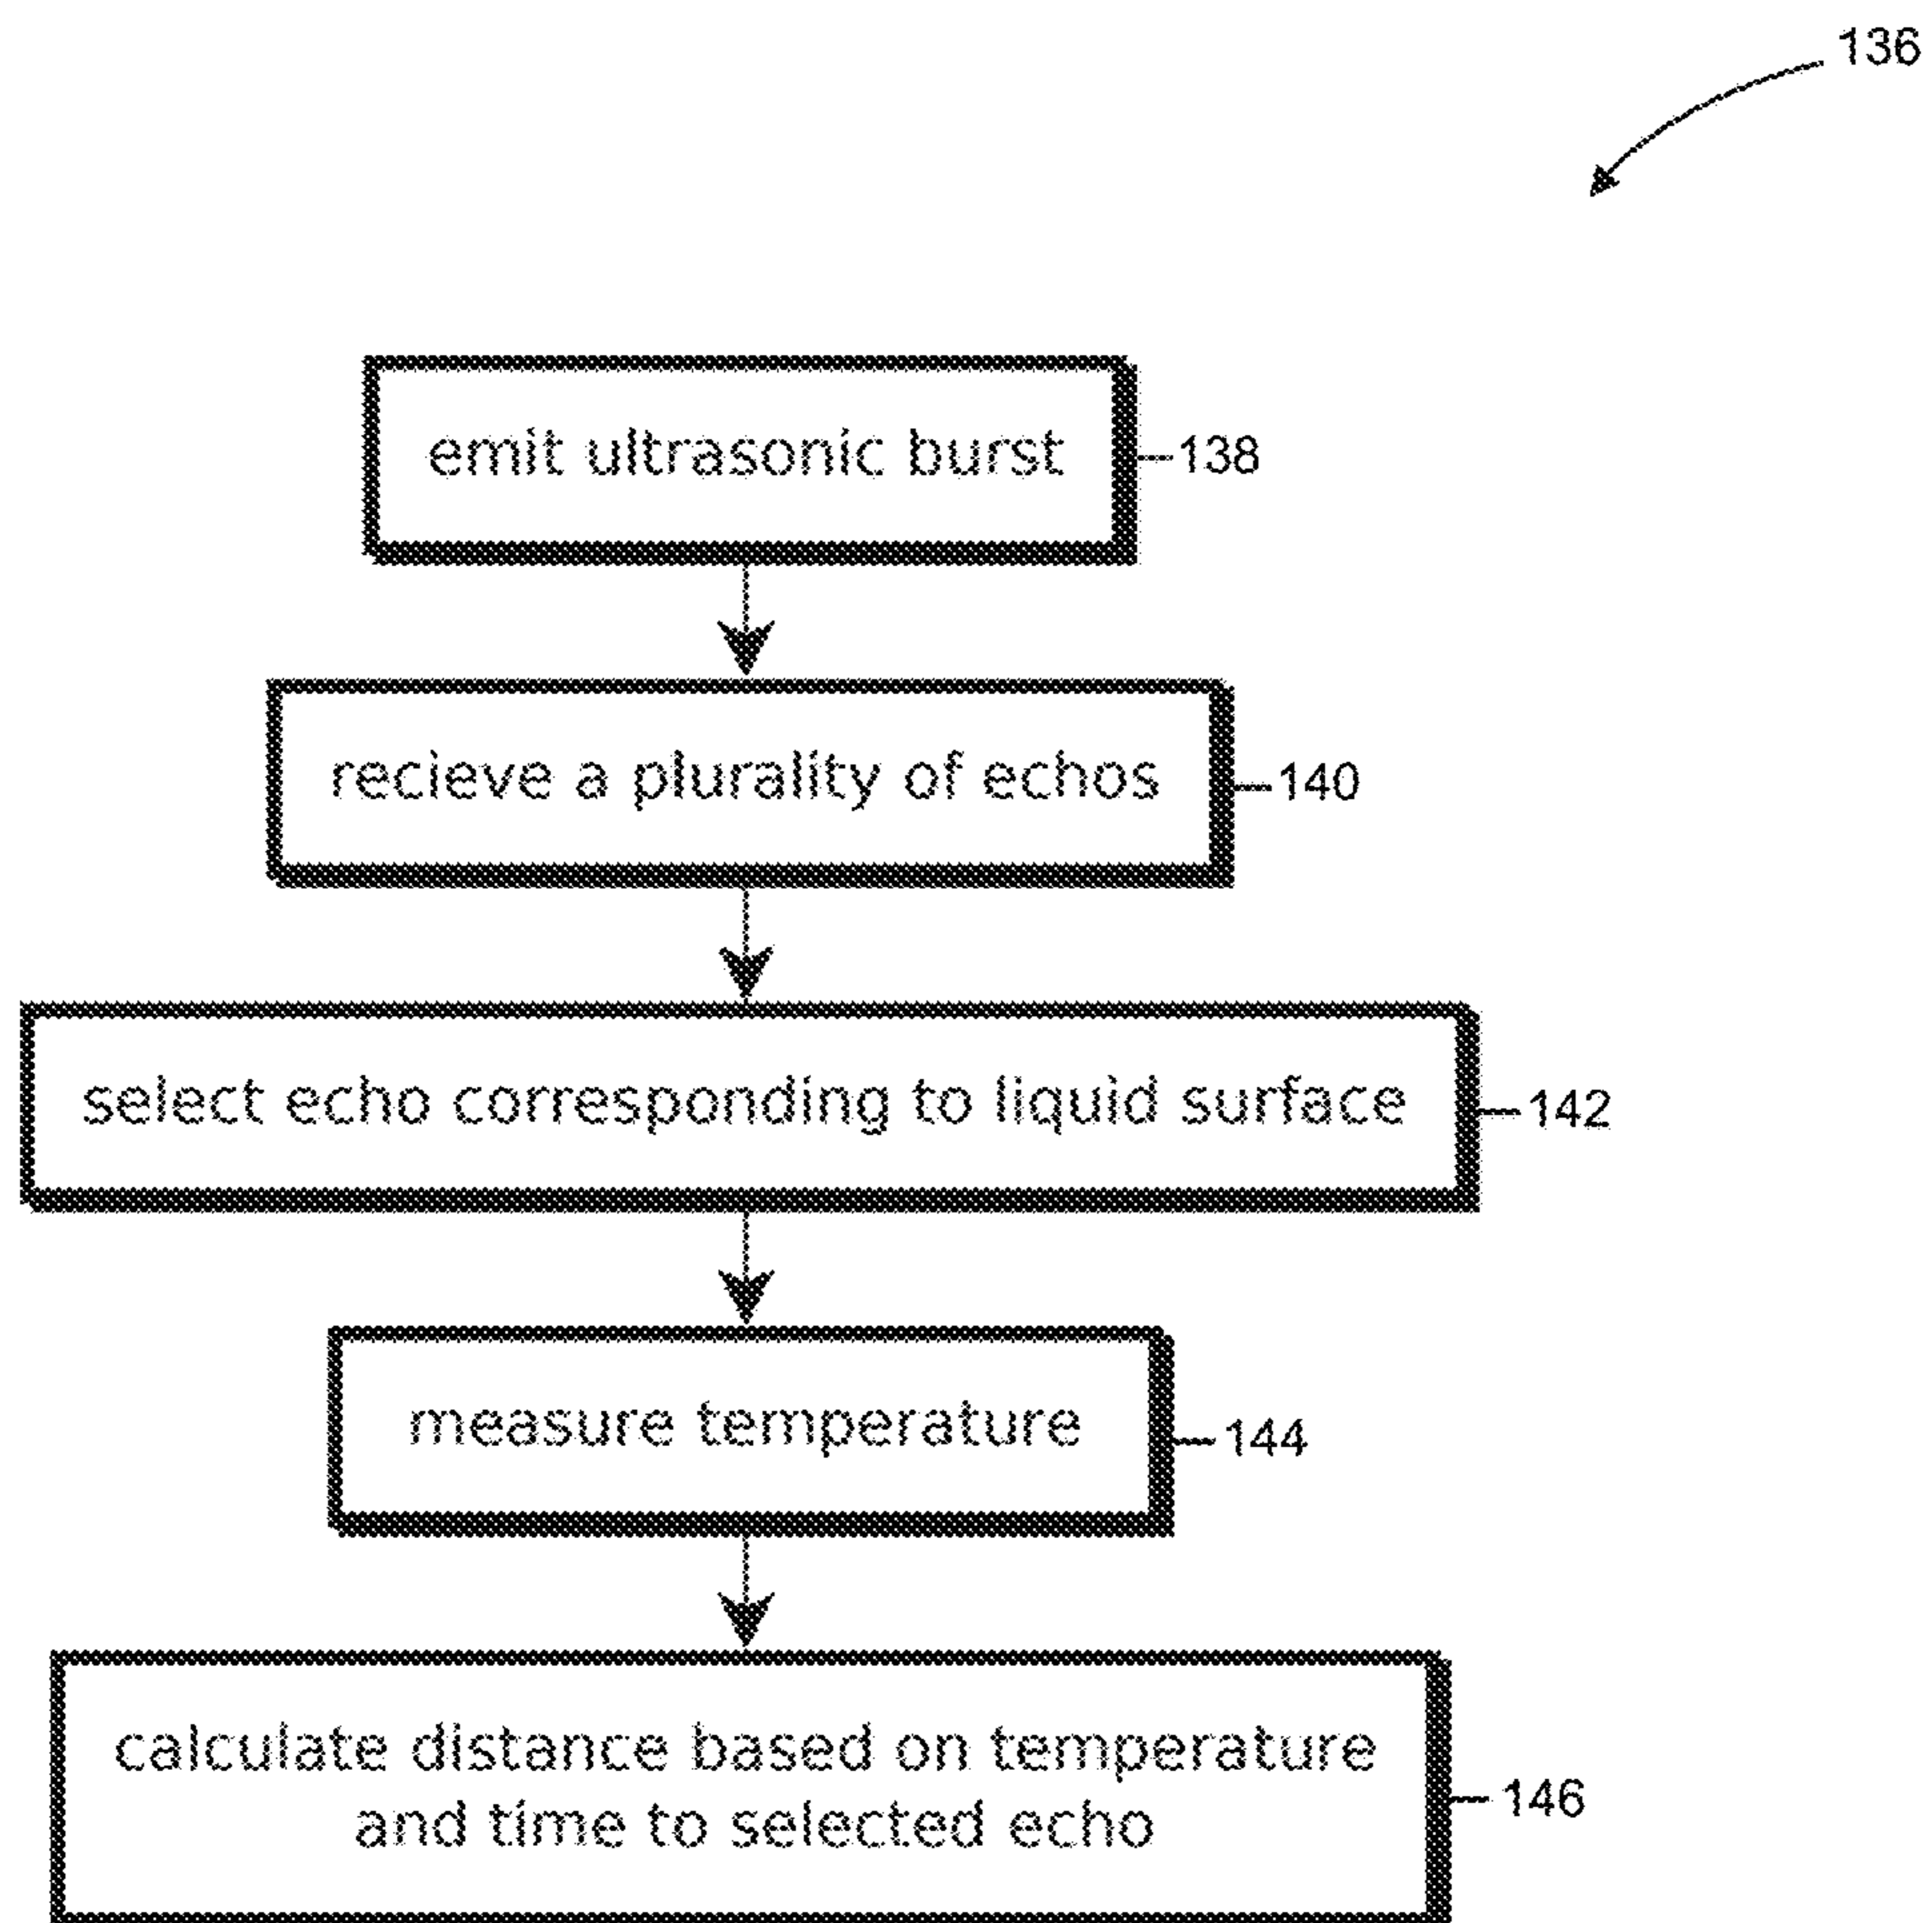 136
emit ultrasonic burst
138
recieve a plurality of echos
140
select echo corresponding to liquid surface
142
measure temperature
144
calculate distance based on temperature
and time to selected echo
146